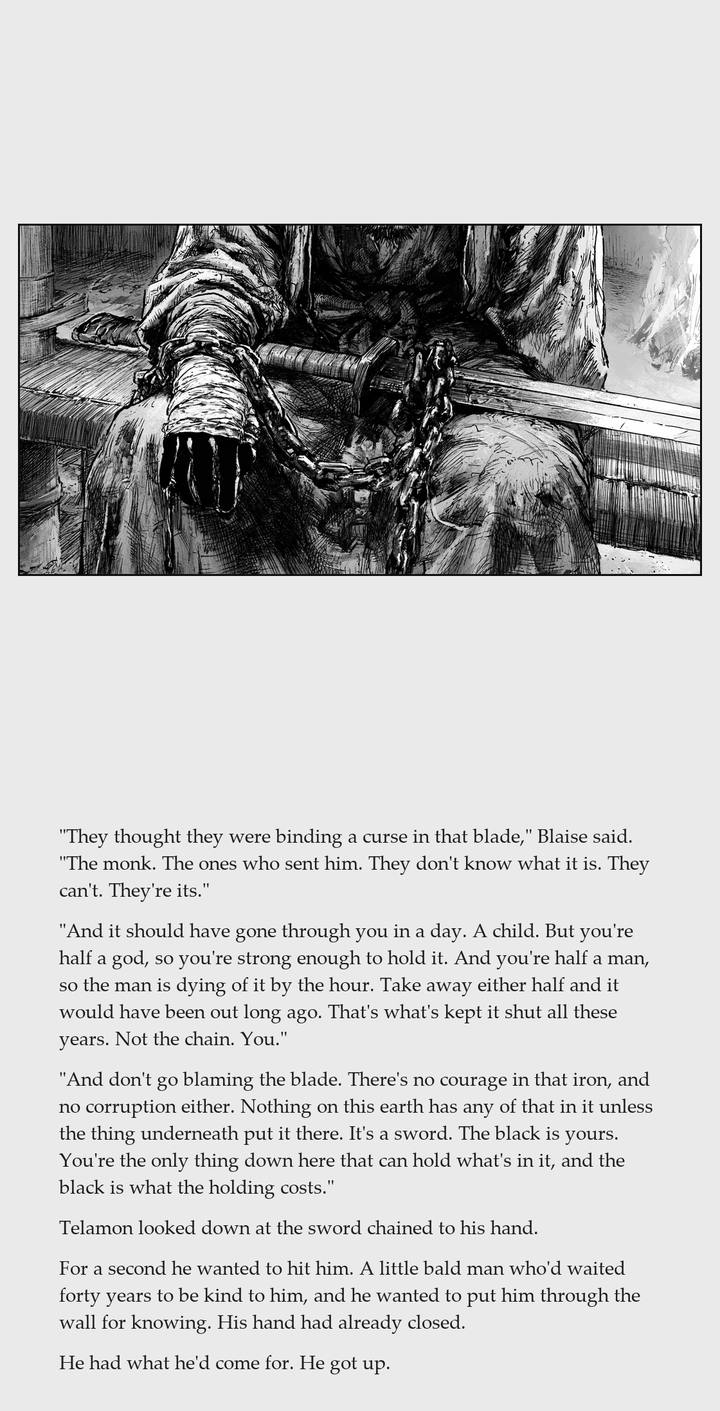 "They thought they were binding a curse in that blade," Blaise said.
"The monk. The ones who sent him. They don't know what it is. They
can't. They're its."
"And it should have gone through you in a day. A child. But you're
half a god, so you're strong enough to hold it. And you're half a man,
so the man is dying of it by the hour. Take away either half and it
would have been out long ago. That's what's kept it shut all these
years. Not the chain. You."
"And don't go blaming the blade. There's no courage in that iron, and
no corruption either. Nothing on this earth has any of that in it unless
the thing underneath put it there. It's a sword. The black is yours.
You're the only thing down here that can hold what's in it, and the
black is what the holding costs."
Telamon looked down at the sword chained to his hand.
For a second he wanted to hit him. A little bald man who'd waited
forty years to be kind to him, and he wanted to put him through the
wall for knowing. His hand had already closed.
He had what he'd come for. He got up.